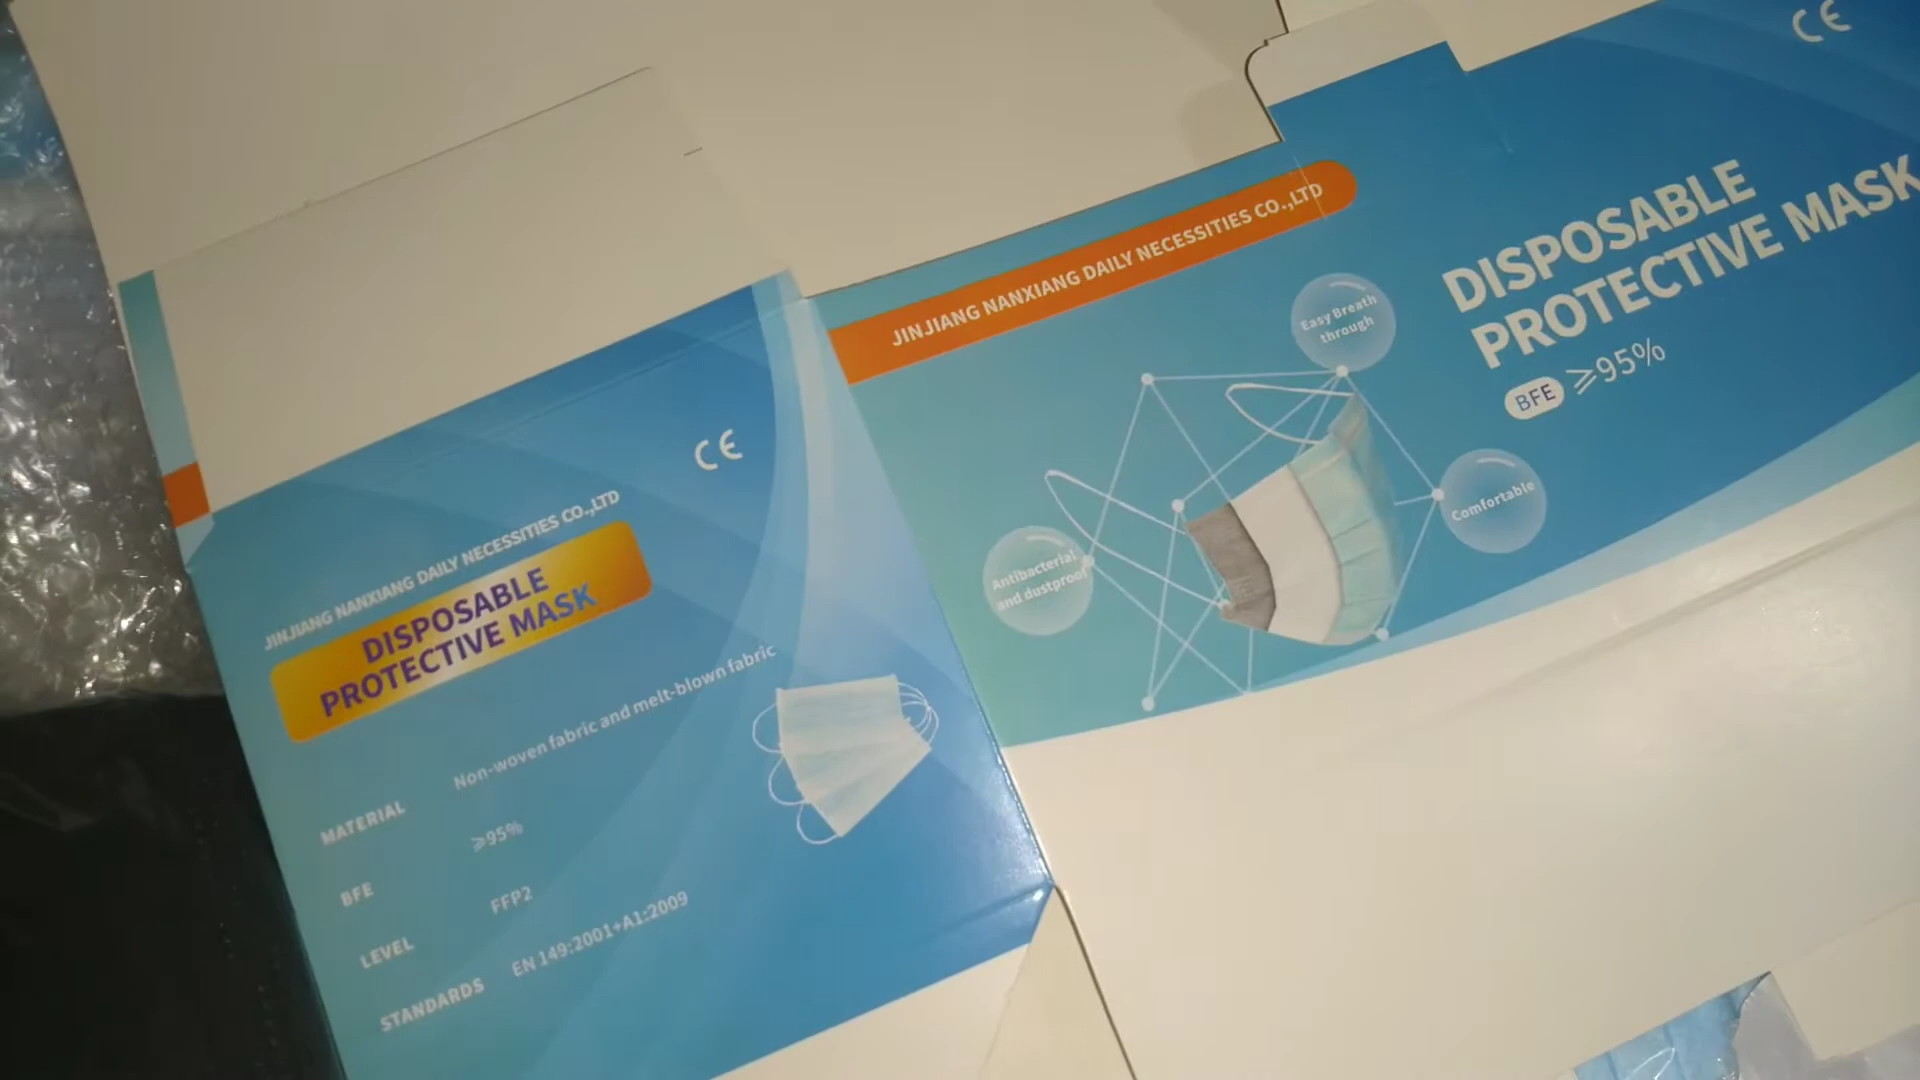 CE
JINJIANG NANXIANG DAILY NECESSITIES CO.,LTD
DISPOSABLE
PROTECTIVE MASK
MATERIAL Non-woven fabric and melt-blown fabric
BFE ≥95%
LEVEL FFP2
STANDARDS EN 149:2001+A1:2009
JINJIANG NANXIANG DAILY NECESSITIES CO.,LTD
CE
DISPOSABLE
PROTECTIVE MASK
BFE ≥95%
Easy Breath
through
Comfortable
Antibacterial
and dustproof